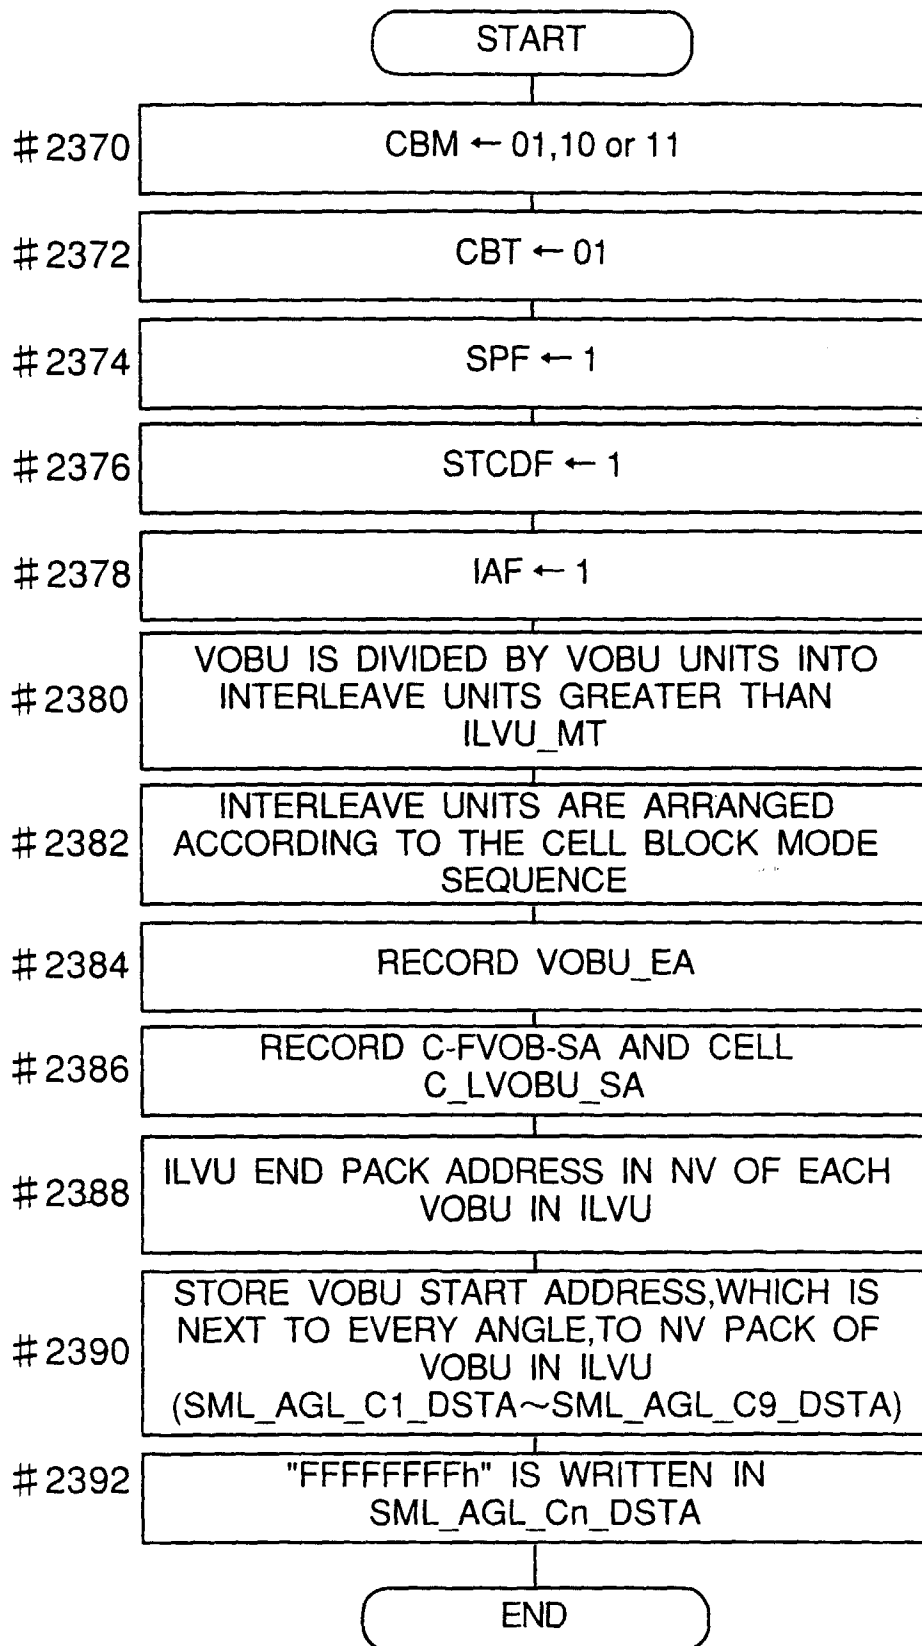 START
#2370
CBM ← 01,10 or 11
#2372
CBT ← 01
#2374
SPF ← 1
#2376
STCDF ← 1
#2378
IAF ← 1
#2380
VOBU IS DIVIDED BY VOBU UNITS INTO
INTERLEAVE UNITS GREATER THAN
ILVU_MT
#2382
INTERLEAVE UNITS ARE ARRANGED
ACCORDING TO THE CELL BLOCK MODE
SEQUENCE
#2384
RECORD VOBU_EA
#2386
RECORD C-FVOB-SA AND CELL
C_LVOBU_SA
#2388
ILVU END PACK ADDRESS IN NV OF EACH
VOBU IN ILVU
#2390
STORE VOBU START ADDRESS,WHICH IS
NEXT TO EVERY ANGLE,TO NV PACK OF
VOBU IN ILVU
(SML_AGL_C1_DSTA~SML_AGL_C9_DSTA)
#2392
"FFFFFFFFh" IS WRITTEN IN
SML_AGL_Cn_DSTA
END